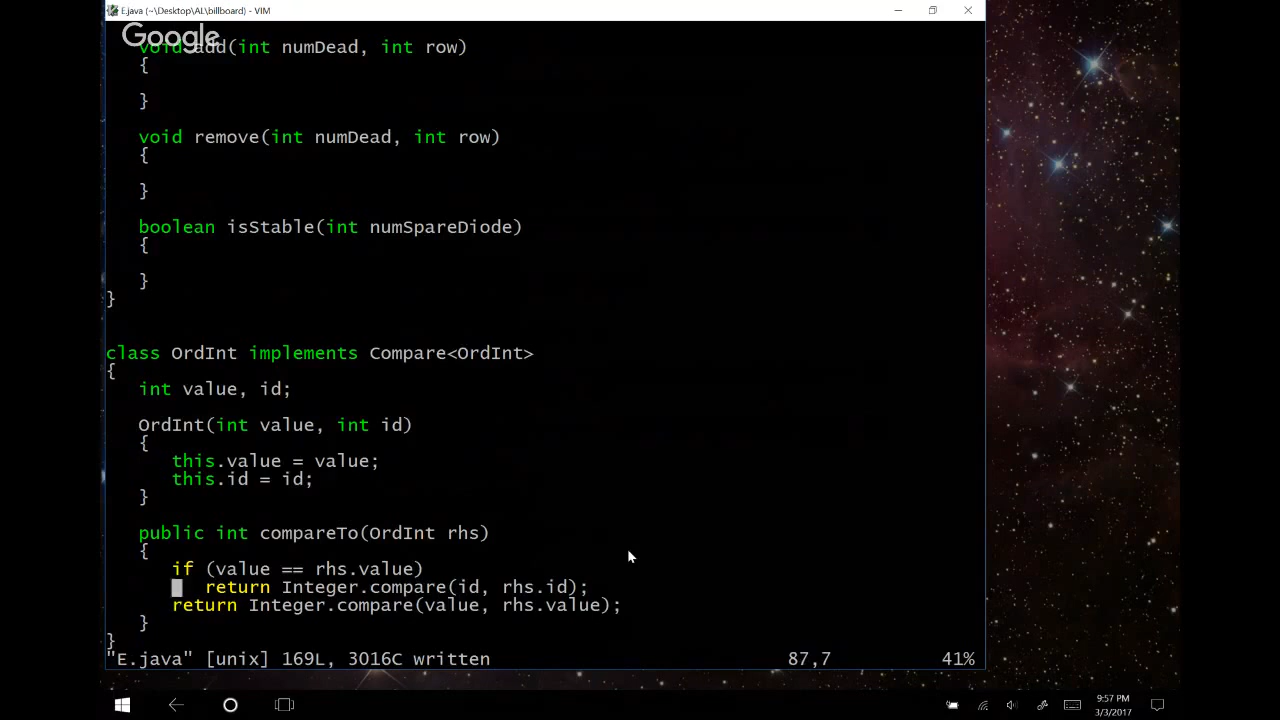 E.java (~\Desktop\AL\billboard) - VIM
Google
void add(int numDead, int row)
{
}
void remove(int numDead, int row)
{
}
boolean isStable(int numSpareDiode)
{
}
}
class OrdInt implements Compare<OrdInt>
{
int value, id;
OrdInt(int value, int id)
{
this.value = value;
this.id = id;
}
public int compareTo(OrdInt rhs)
{
if (value == rhs.value)
return Integer.compare(id, rhs.id);
return Integer.compare(value, rhs.value);
}
}
"E.java" [unix] 169L, 3016C written 87,7 41%
9:57 PM
3/3/2017